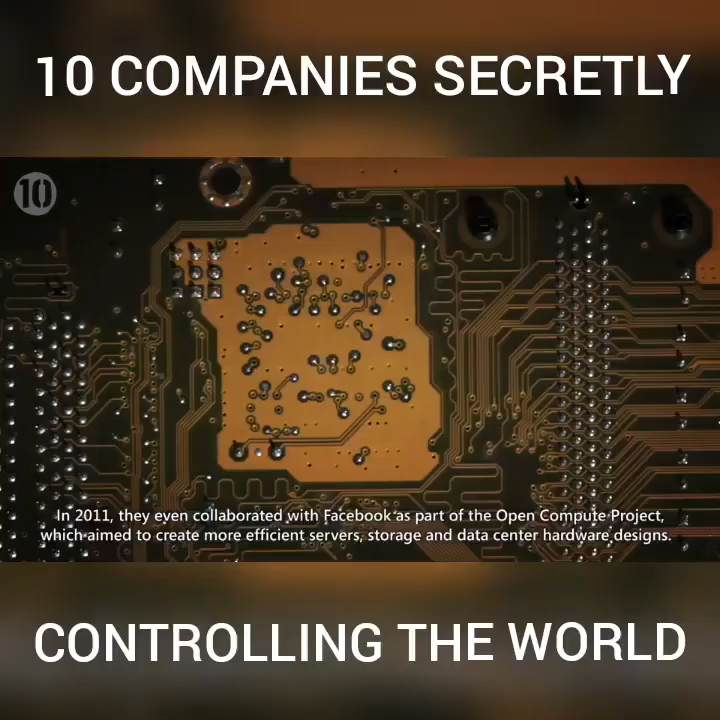 10 COMPANIES SECRETLY
10
In 2011, they even collaborated with Facebook as part of the Open Compute Project,
which aimed to create more efficient servers, storage and data center hardware designs.
CONTROLLING THE WORLD